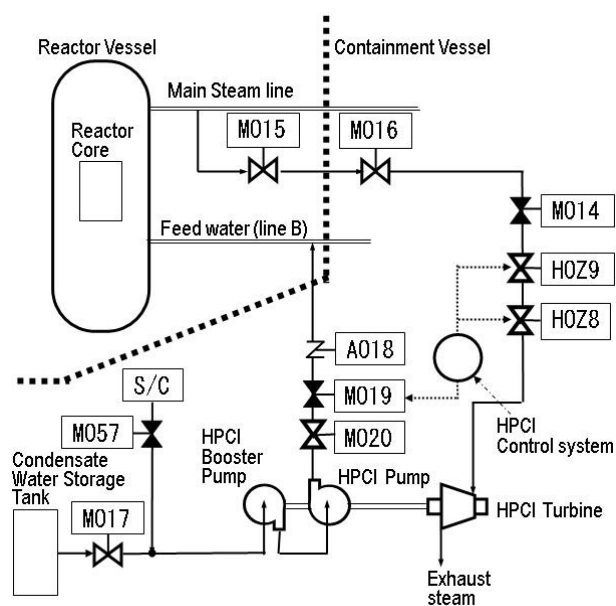 Reactor Vessel
Containment Vessel
Main Steam line
MO15
MO16
Reactor
Core
MO14
Feed water (line B)
HOZ9
HOZ8
AO18
S/C
MO19
HPCI
Control system
MO57
MO20
HPCI
Booster
Pump
HPCI Pump
Condensate
Water Storage
Tank
MO17
HPCI Turbine
Exhaust
steam